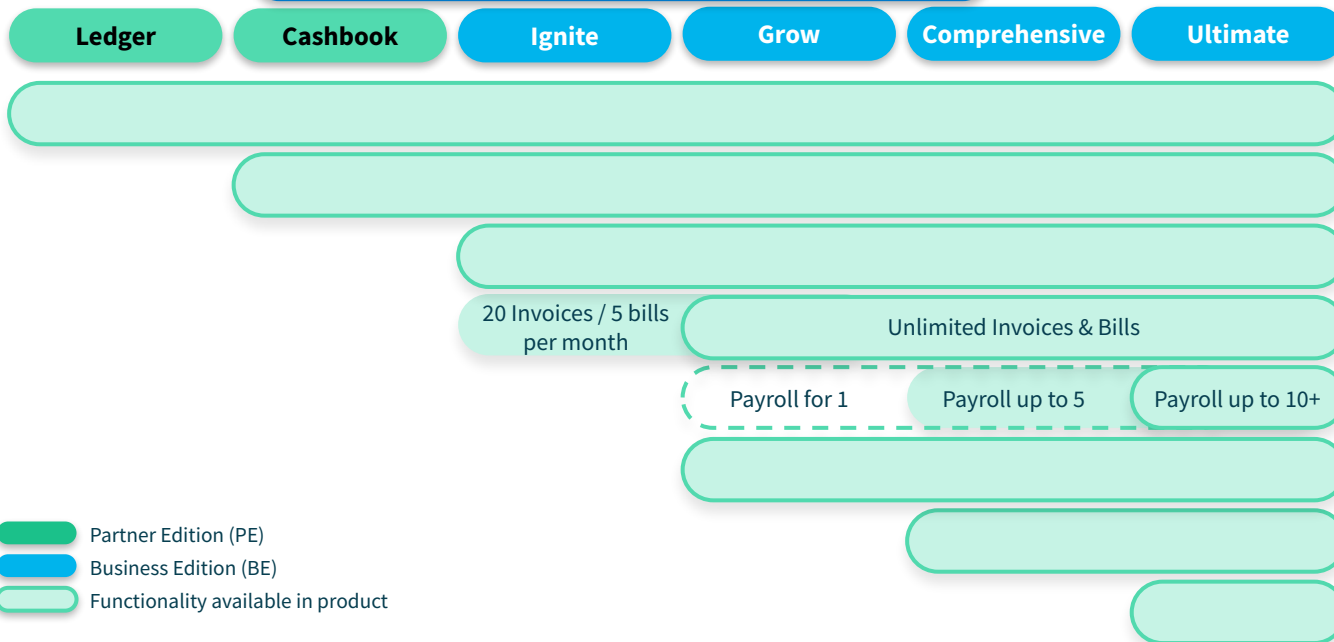 Ledger
Cashbook
Ignite
Grow
Comprehensive
Ultimate
20 Invoices / 5 bills
per month
Unlimited Invoices & Bills
Payroll for 1
Payroll up to 5
Payroll up to 10+
Partner Edition (PE)
Business Edition (BE)
Functionality available in product